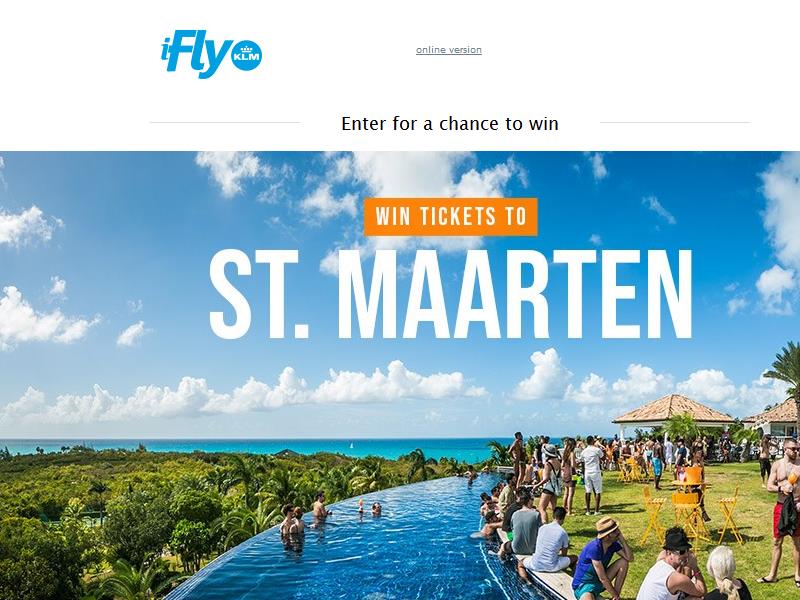 iFly KLM
online version
Enter for a chance to win
WIN TICKETS TO
ST. MAARTEN